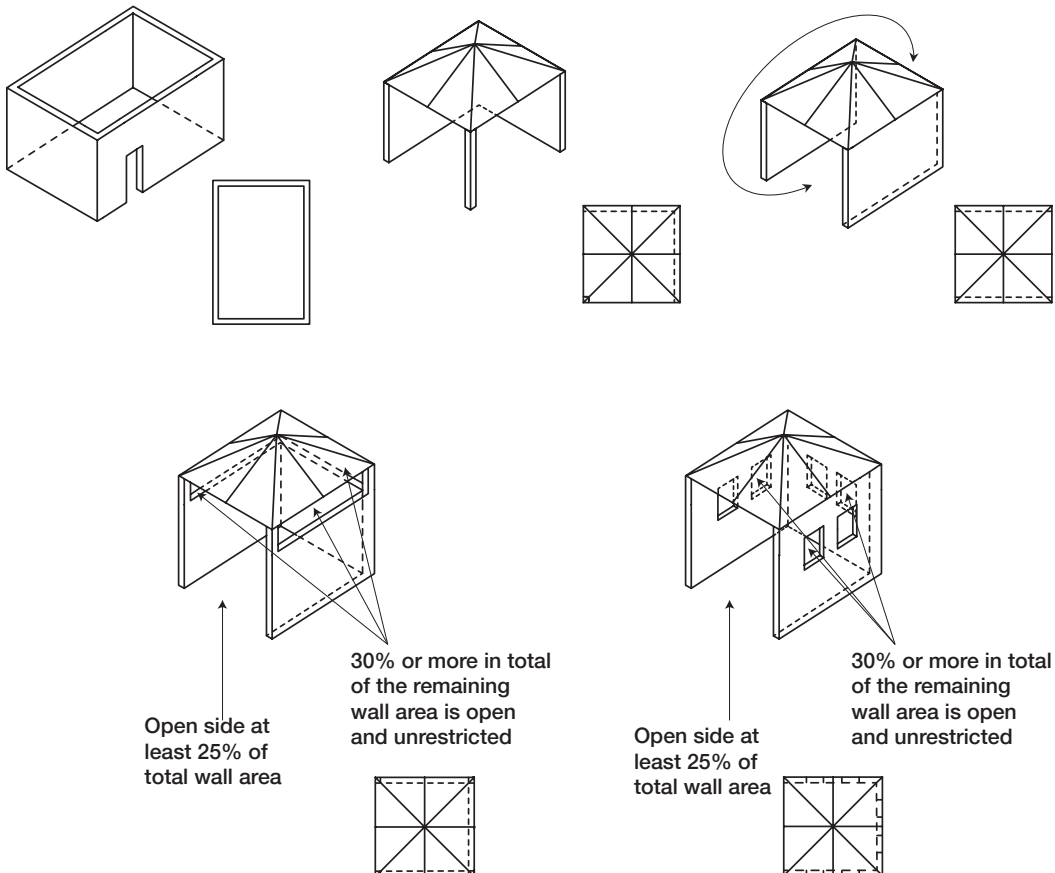 30% or more in total
of the remaining
wall area is open
and unrestricted
Open side at
least 25% of
total wall area
30% or more in total
of the remaining
wall area is open
and unrestricted
Open side at
least 25% of
total wall area